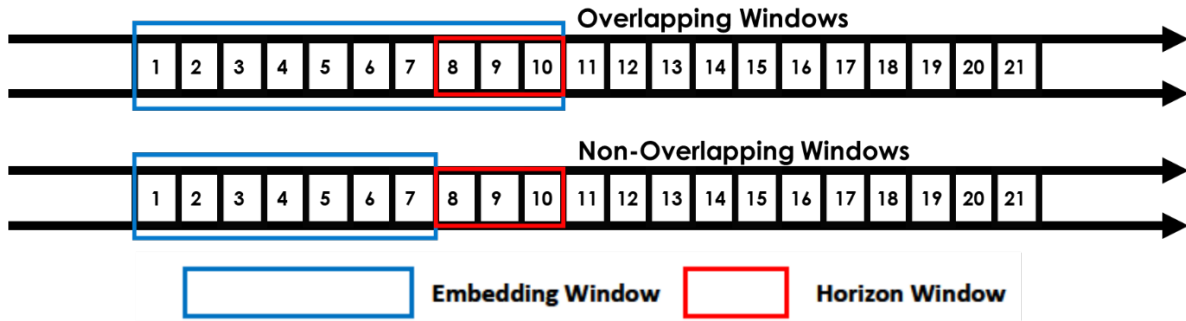 Overlapping Windows
1 2 3 4 5 6 7 8 9 10 11 12 13 14 15 16 17 18 19 20 21
Non-Overlapping Windows
1 2 3 4 5 6 7 8 9 10 11 12 13 14 15 16 17 18 19 20 21
Embedding Window Horizon Window